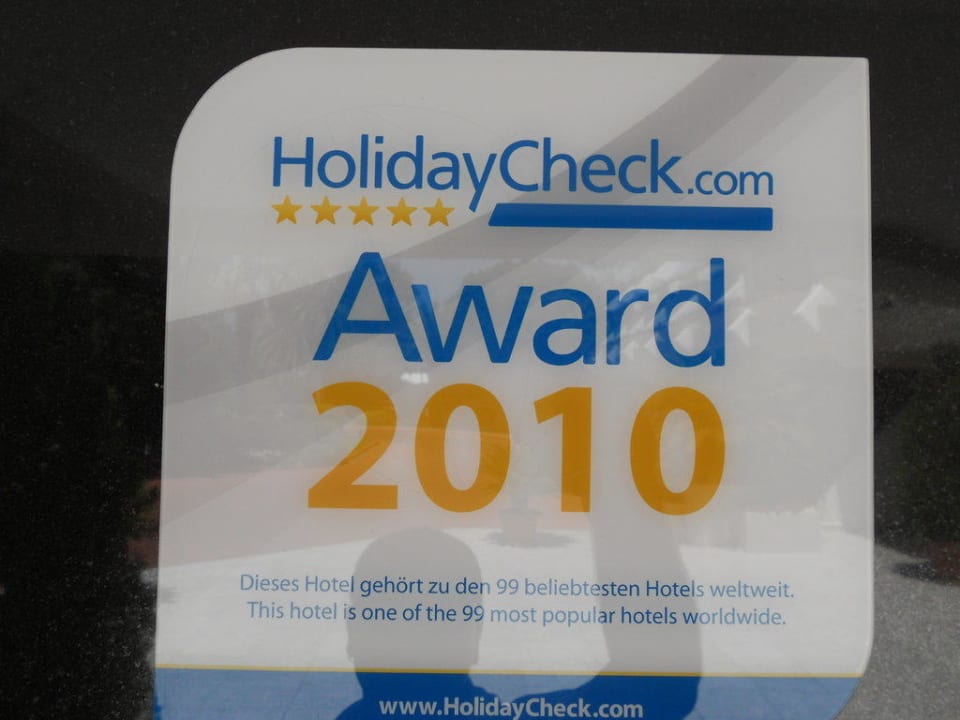 HolidayCheck.com
Award
2010
Dieses Hotel gehört zu den 99 beliebtesten Hotels weltweit.
This hotel is one of the 99 most popular hotels worldwide.
www.HolidayCheck.com